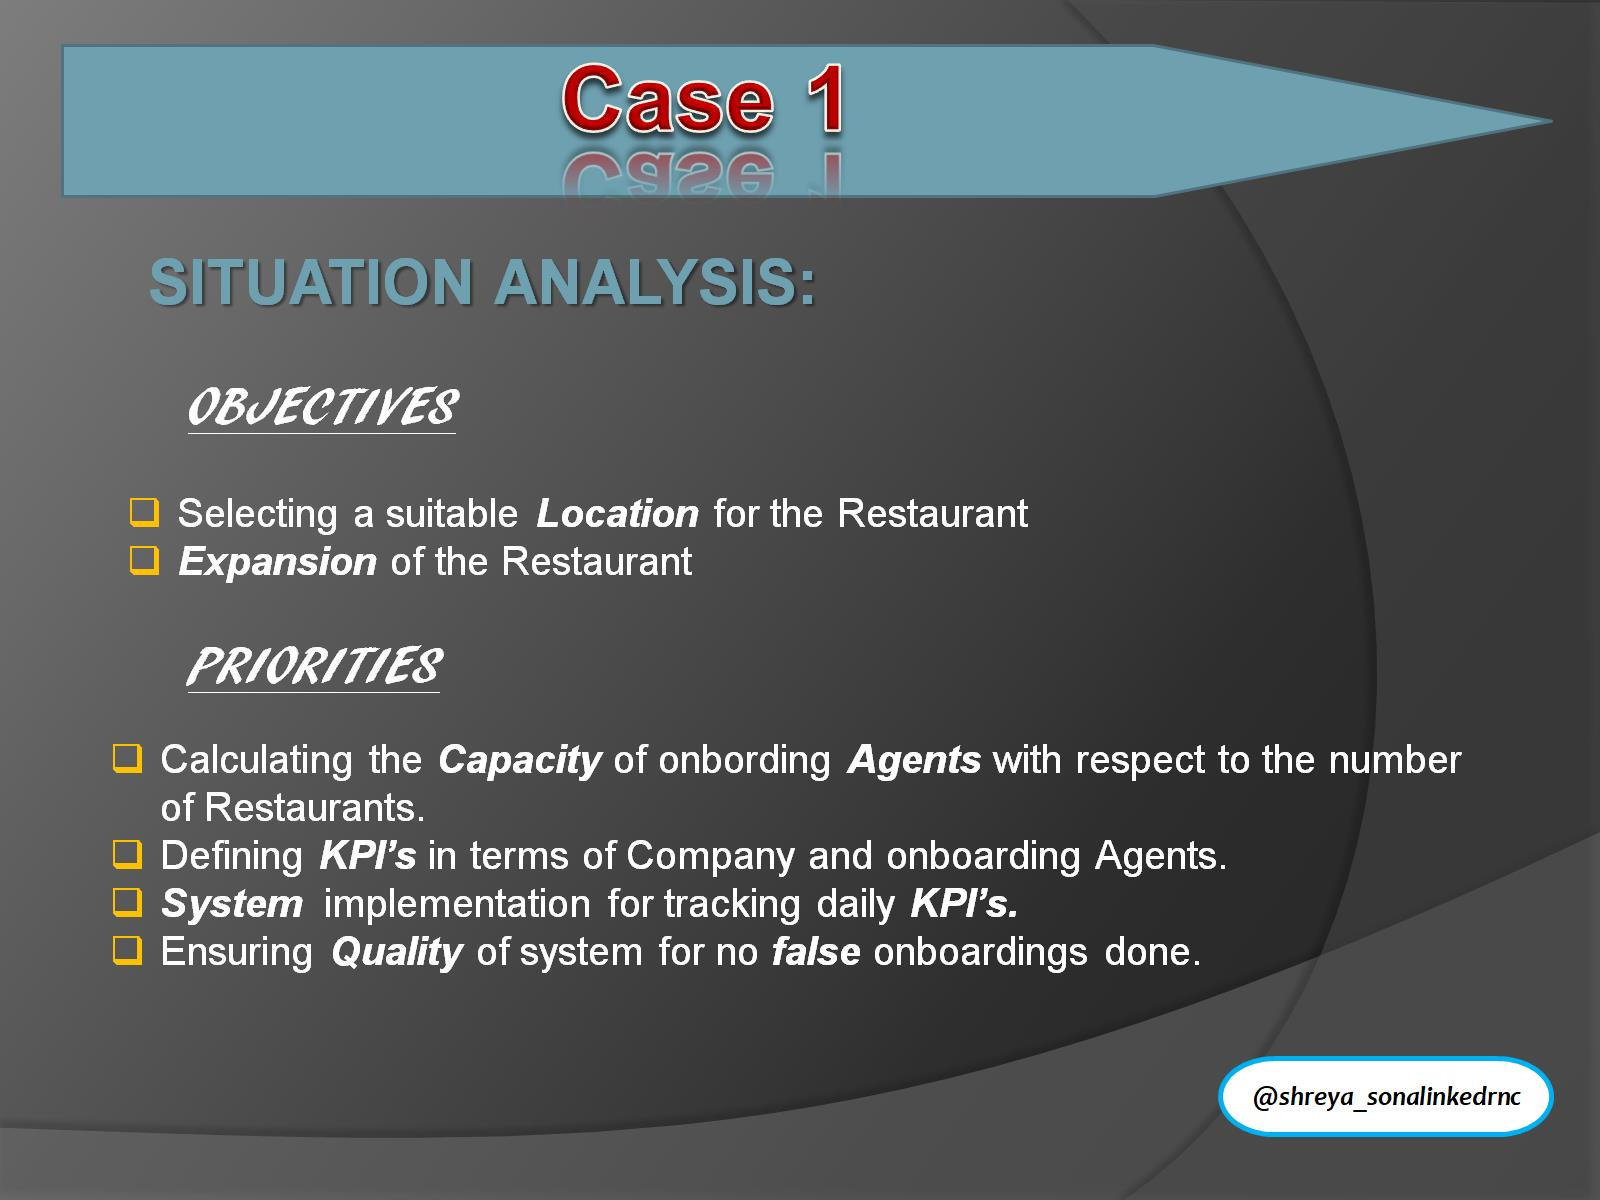 Case 1
SITUATION ANALYSIS:
OBJECTIVES
Selecting a suitable Location for the Restaurant
Expansion of the Restaurant
PRIORITIES
Calculating the Capacity of onbording Agents with respect to the number
of Restaurants.
Defining KPI's in terms of Company and onboarding Agents.
System implementation for tracking daily KPI's.
Ensuring Quality of system for no false onboardings done.
@shreya_sonalinkedrnc